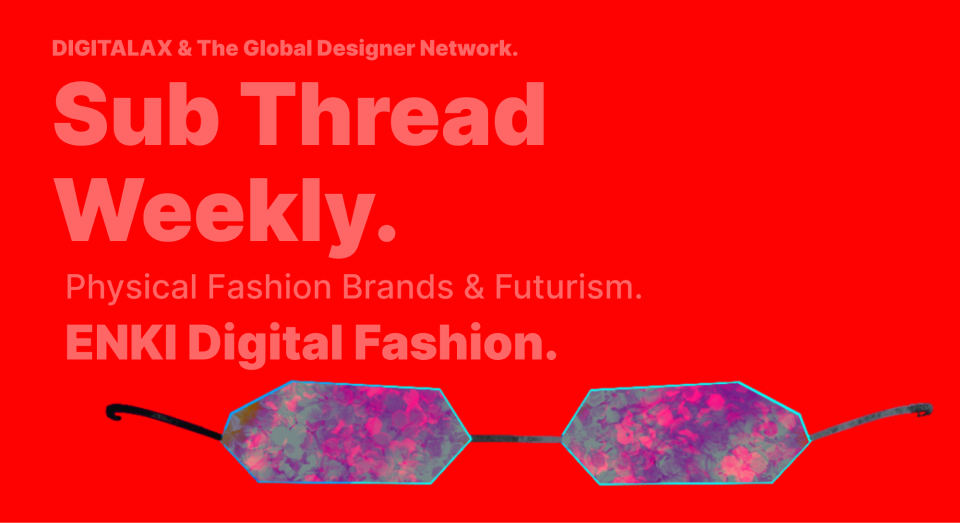 DIGITALAX & The Global Designer Network.
Sub Thread
Weekly.
Physical Fashion Brands & Futurism.
ENKI Digital Fashion.